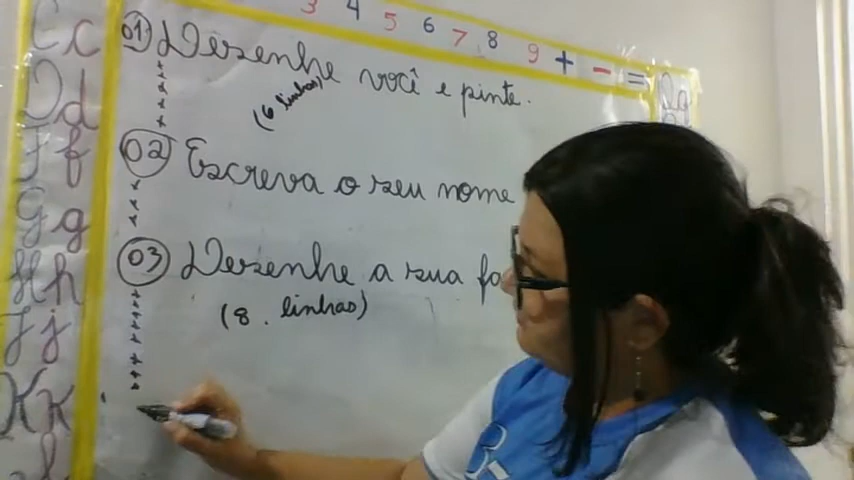 3 4 5 6 7 8 9 + - =
Cc
Dd
Ff
Gg
Hh
Jj
Kk
01 Desenhe você e pinte.
(6 linhas)
02 Escreva o seu nome
03 Desenhe a sua fa
(8. linhas)